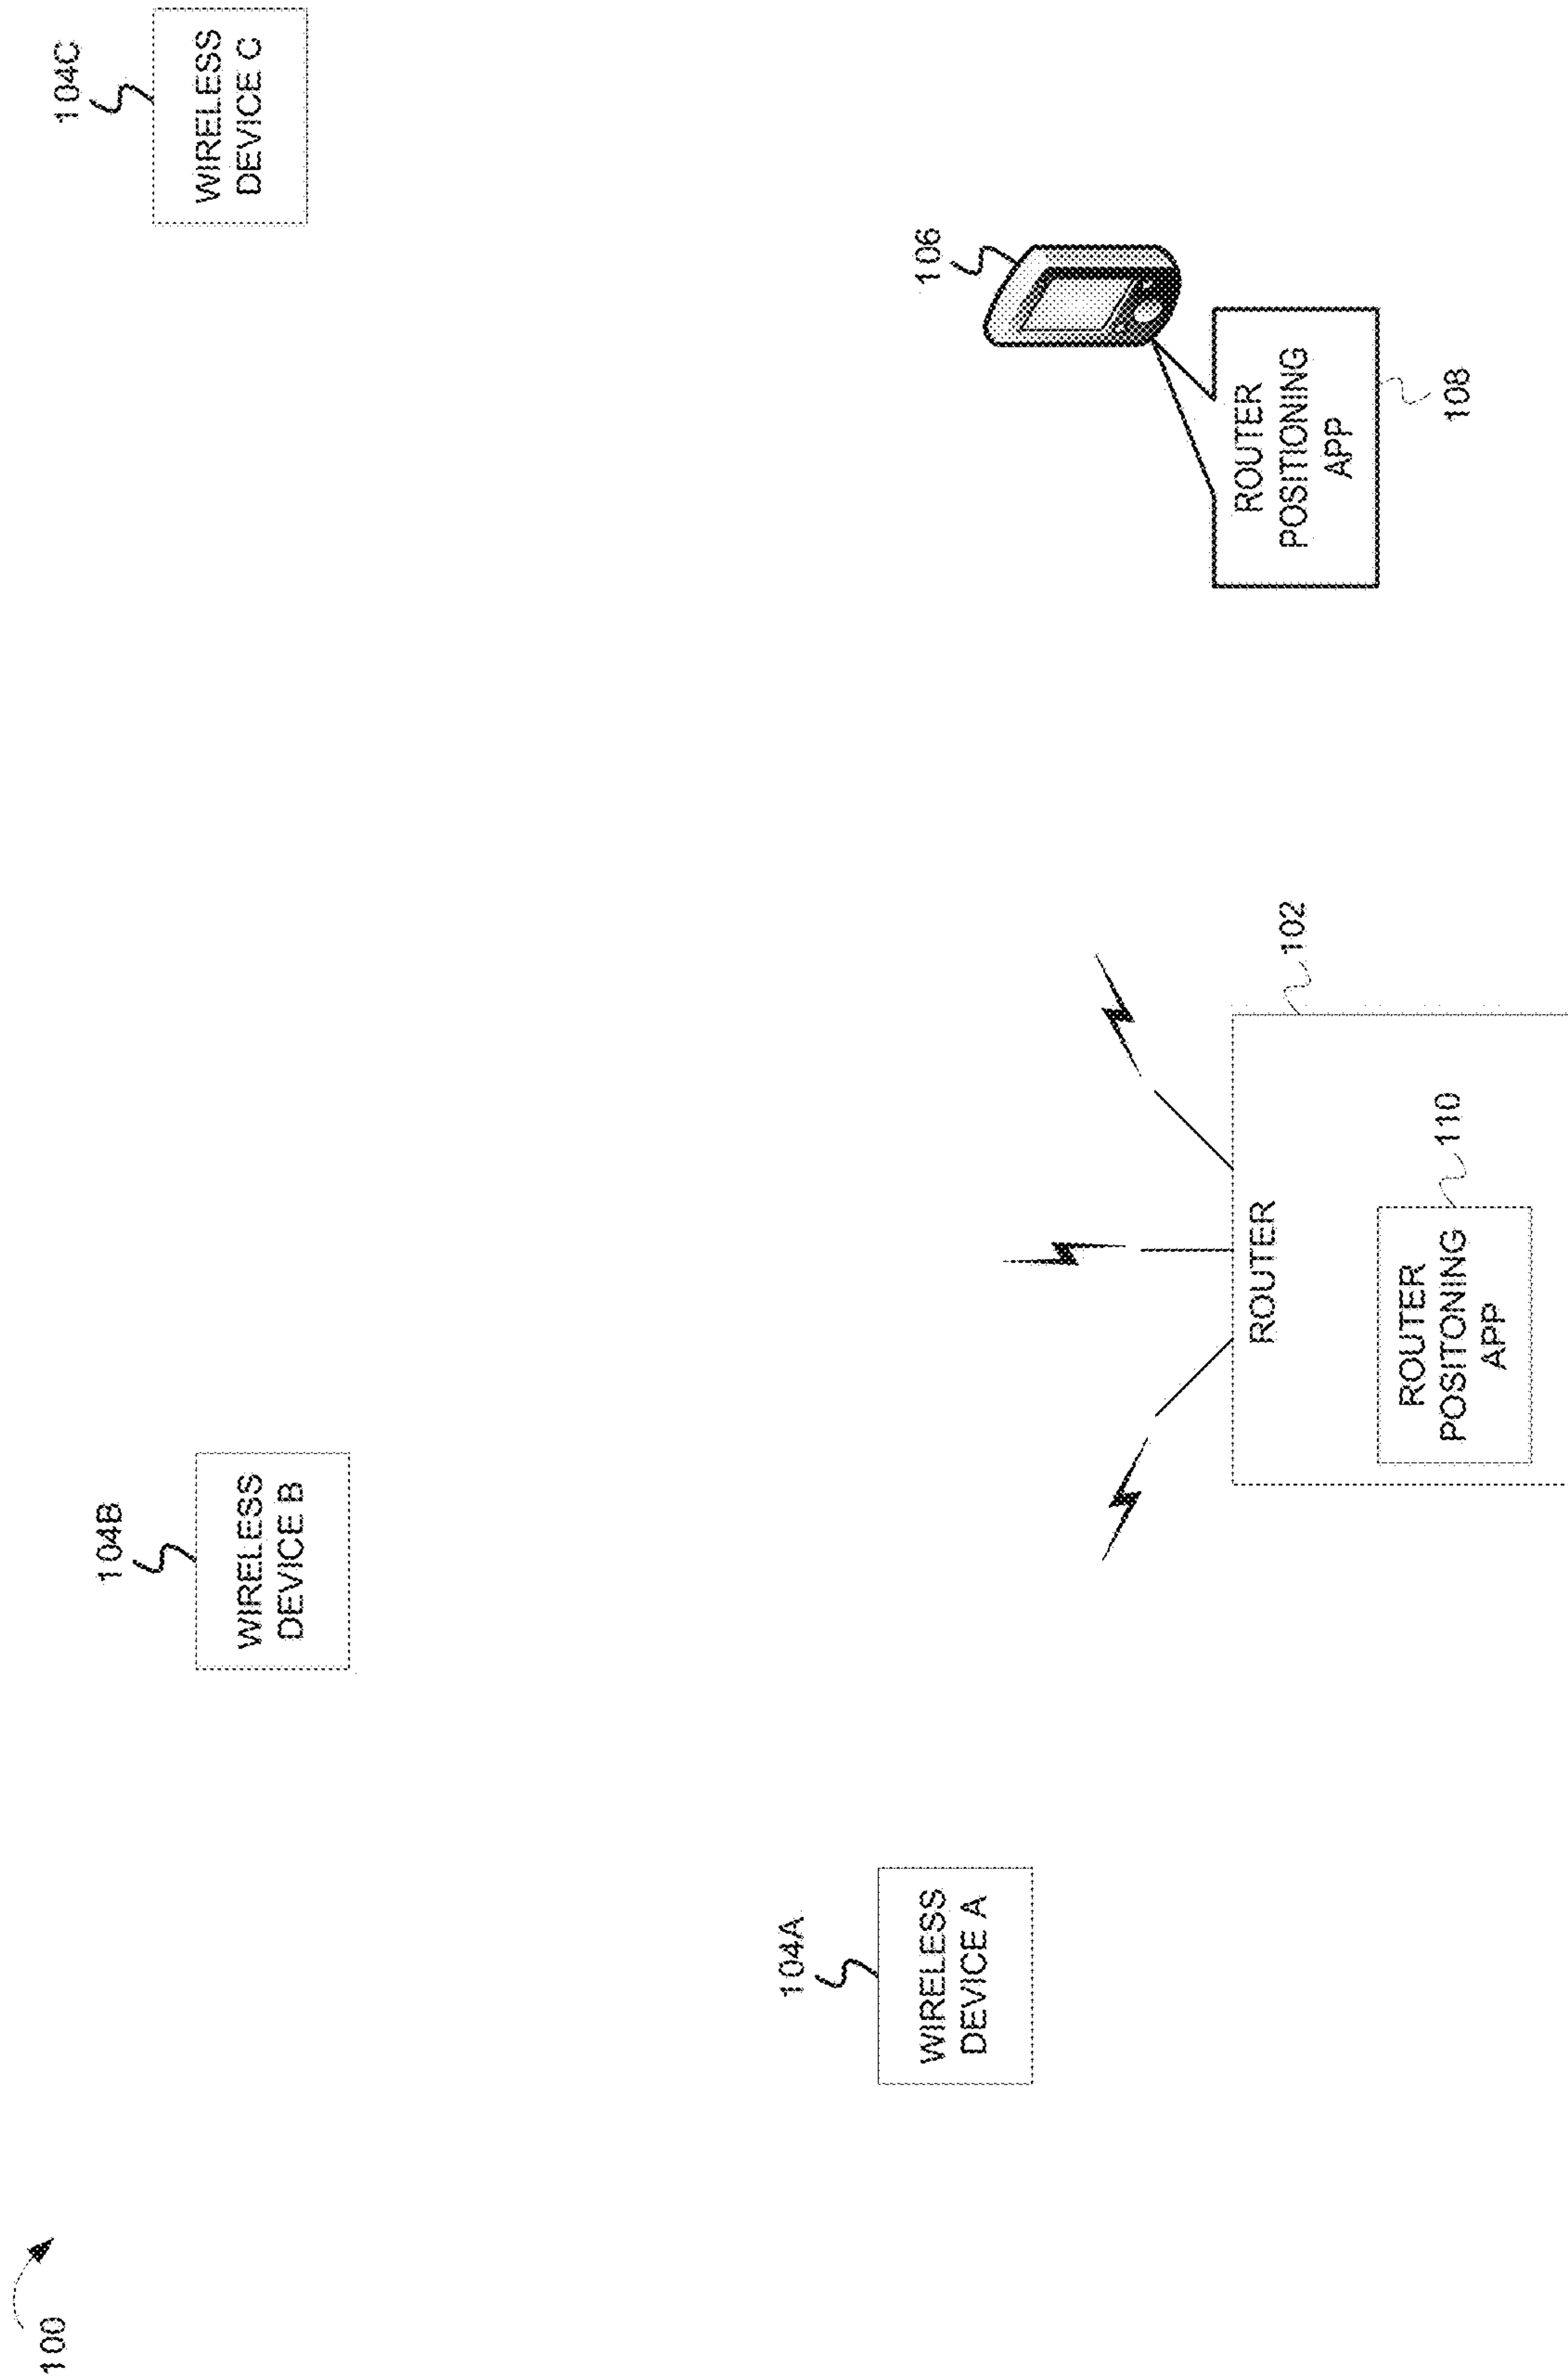 100
104A
WIRELESS
DEVICE A
104B
WIRELESS
DEVICE B
104C
WIRELESS
DEVICE C
106
ROUTER
POSITIONING
APP
108
102
ROUTER
110
ROUTER
POSITONING
APP